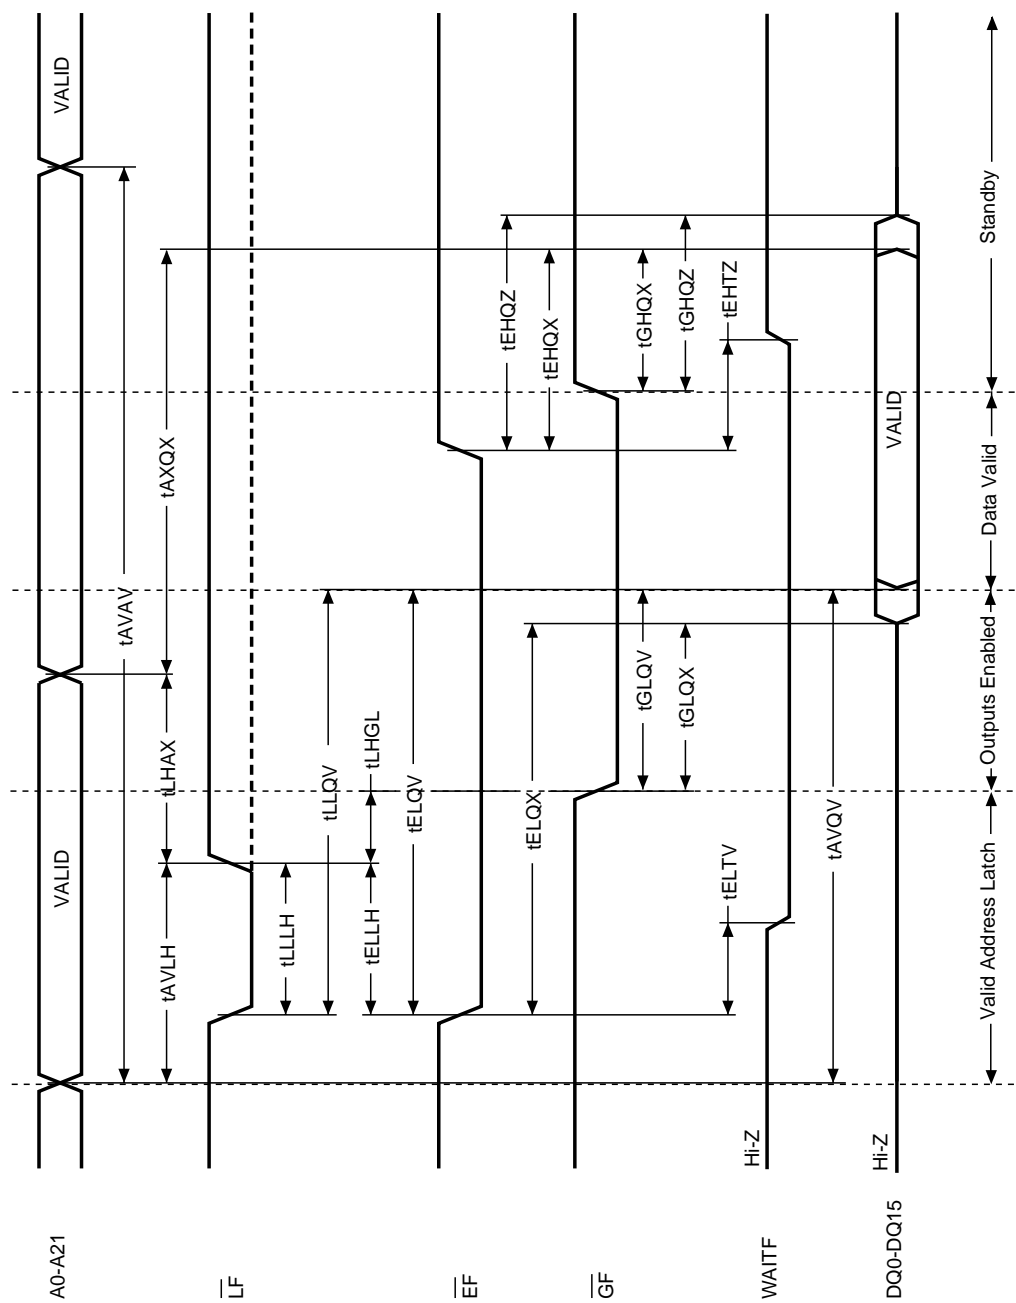 A0-A21
VALID
VALID
tAVAV
tAVLH
tLHAX
tAXQX
LF
tLLLH
tLLQV
tELLH
tLHGL
tELQV
EF
tEHQZ
tELQX
tEHQX
GF
tGLQV
tGHQX
tGLQX
tGHQZ
tELTV
tEHTZ
WAITF
Hi-Z
tAVQV
DQ0-DQ15
Hi-Z
VALID
Valid Address Latch
Outputs Enabled
Data Valid
Standby